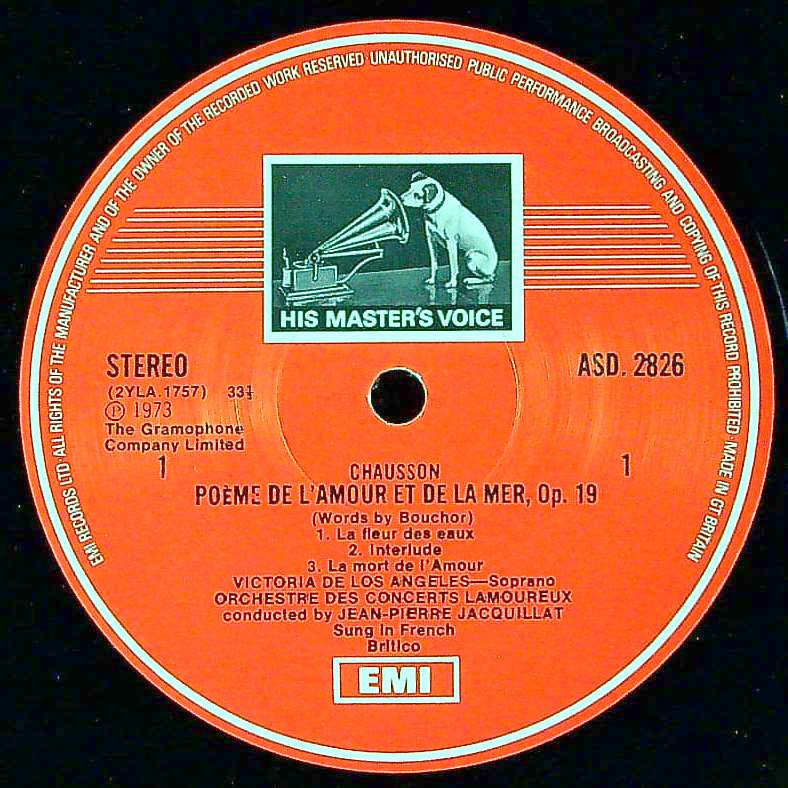 EMI RECORDS LTD · ALL RIGHTS OF THE MANUFACTURER AND OF THE OWNER OF THE RECORDED WORK RESERVED UNAUTHORISED PUBLIC PERFORMANCE BROADCASTING AND COPYING OF THIS RECORD PROHIBITED · MADE IN GT BRITAIN
HIS MASTER'S VOICE
STEREO
ASD. 2826
(2YLA.1757) 33⅓
Ⓟ 1973
The Gramophone
Company Limited
1
1
CHAUSSON
POÈME DE L'AMOUR ET DE LA MER, Op. 19
(Words by Bouchor)
1. La fleur des eaux
2. Interlude
3. La mort de l'Amour
VICTORIA DE LOS ANGELES—Soprano
ORCHESTRE DES CONCERTS LAMOUREUX
conducted by JEAN-PIERRE JACQUILLAT
Sung in French
Britico
EMI